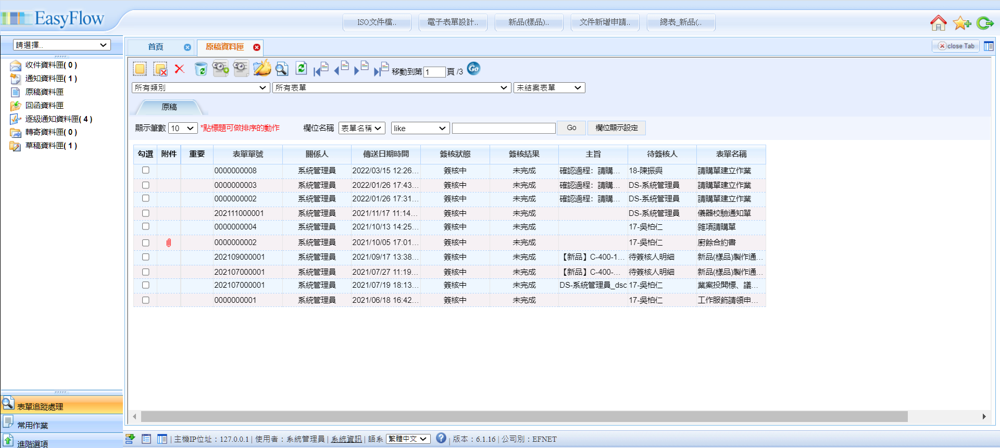 EasyFlow
ISO文件檔..
電子表單設計..
新品(樣品)..
文件新增申請..
總表_新品(..
請選擇..
首頁
原稿資料匣
close Tab
收件資料匣( 0 )
通知資料匣( 1 )
原稿資料匣
回函資料匣
逐級通知資料匣( 4 )
轉寄資料匣( 0 )
草稿資料匣( 1 )
移動到第 1 頁 /3 Go
所有類別 所有表單 未結案表單
原稿
顯示筆數 10 *點標題可做排序的動作 欄位名稱 表單名稱 like Go 欄位顯示設定
勾選 附件 重要 表單單號 關係人 傳送日期時間 簽核狀態 簽核結果 主旨 待簽核人 表單名稱
0000000008 系統管理員 2022/03/15 12:26... 簽核中 未完成 確認過程：請購... 18-陳振興 請購單建立作業
0000000003 系統管理員 2022/01/26 17:43... 簽核中 未完成 確認過程：請購... DS-系統管理員 請購單建立作業
0000000002 系統管理員 2022/01/26 17:31... 簽核中 未完成 確認過程：請購... DS-系統管理員 請購單建立作業
202111000001 系統管理員 2021/11/17 11:14... 簽核中 未完成 DS-系統管理員 儀器校驗通知單
0000000004 系統管理員 2021/10/13 14:25... 簽核中 未完成 17-吳柏仁 雜項請購單
0000000002 系統管理員 2021/10/05 17:01... 簽核中 未完成 17-吳柏仁 廚餘合約書
202109000001 系統管理員 2021/09/17 13:38... 簽核中 未完成 【新品】C-400-1... 待簽核人明細 新品(樣品)製作通...
202107000001 系統管理員 2021/07/27 11:19... 簽核中 未完成 【新品】C-400-... 待簽核人明細 新品(樣品)製作通...
202107000001 系統管理員 2021/07/19 18:13... 簽核中 未完成 DS-系統管理員_dsc 17-吳柏仁 業案投開標、議...
0000000001 系統管理員 2021/06/18 16:42... 簽核中 未完成 17-吳柏仁 工作服飾請領申...
表單追蹤處理
常用作業
進階選項
| 主機IP位址：127.0.0.1 | 使用者：系統管理員 | 系統資訊 | 語系 繁體中文 ? | 版本：6.1.16 | 公司別：EFNET